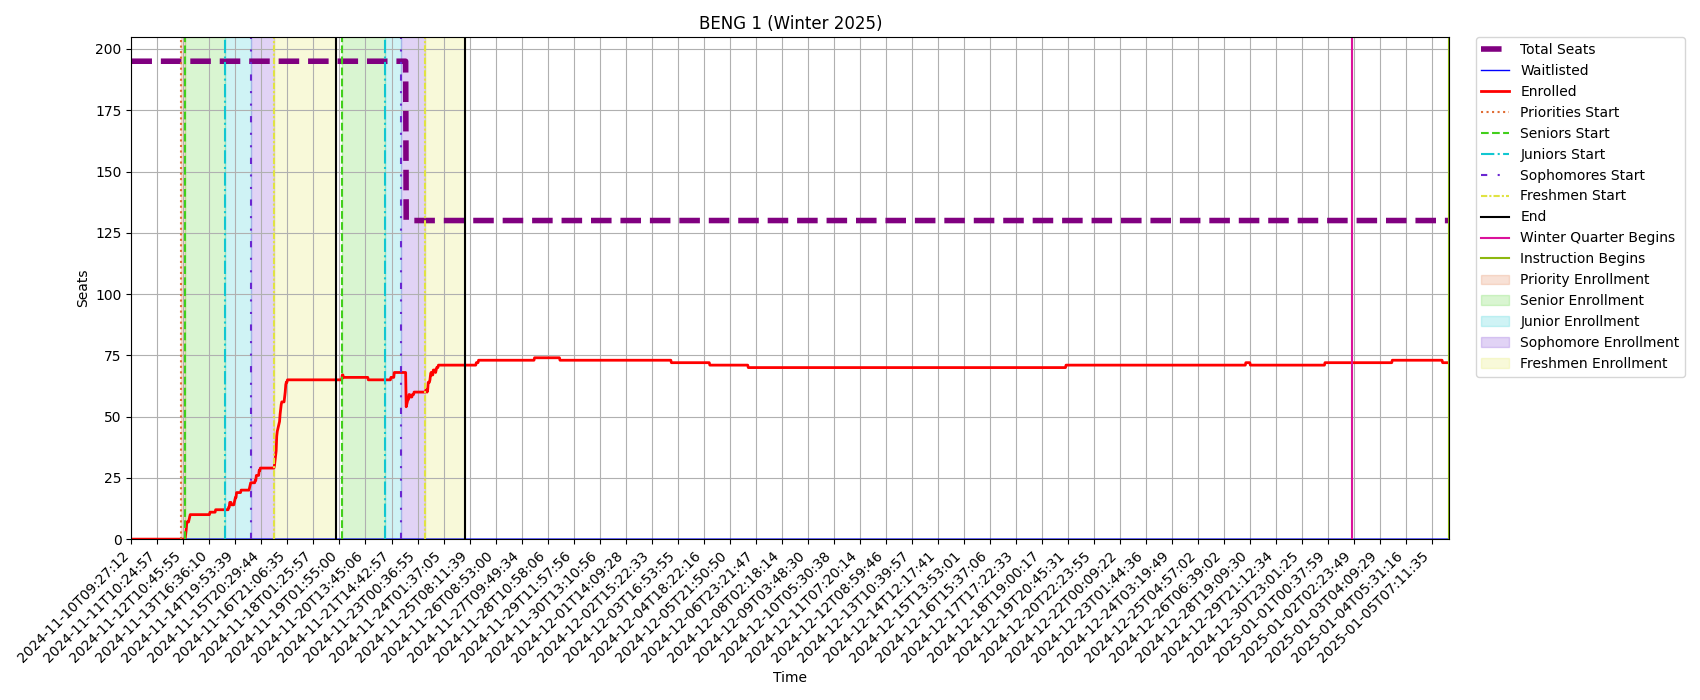 BENG 1 (Winter 2025)
Seats
200
175
150
125
100
75
50
25
0
2024-11-10T09:27:12
2024-11-11T10:24:57
2024-11-12T10:45:55
2024-11-13T16:36:10
2024-11-14T19:53:39
2024-11-15T20:29:44
2024-11-16T21:06:35
2024-11-18T01:25:57
2024-11-19T01:55:00
2024-11-20T13:45:06
2024-11-21T14:42:57
2024-11-23T00:36:55
2024-11-24T01:37:05
2024-11-25T08:11:39
2024-11-26T08:53:00
2024-11-27T09:49:34
2024-11-28T10:58:06
2024-11-29T11:57:56
2024-11-30T13:10:56
2024-12-01T14:09:28
2024-12-02T15:22:33
2024-12-03T16:53:55
2024-12-04T18:22:16
2024-12-05T21:50:50
2024-12-06T23:21:47
2024-12-08T02:18:14
2024-12-09T03:48:30
2024-12-10T05:30:38
2024-12-11T07:20:14
2024-12-12T08:59:46
2024-12-13T10:39:57
2024-12-14T12:17:41
2024-12-15T13:53:01
2024-12-16T15:37:06
2024-12-17T17:22:33
2024-12-18T19:00:17
2024-12-19T20:45:31
2024-12-20T22:23:55
2024-12-22T00:09:22
2024-12-23T01:44:36
2024-12-24T03:19:49
2024-12-25T04:57:02
2024-12-26T06:39:02
2024-12-28T19:09:30
2024-12-29T21:12:34
2024-12-30T23:01:25
2025-01-01T00:37:59
2025-01-02T02:23:49
2025-01-03T04:09:29
2025-01-04T05:31:16
2025-01-05T07:11:35
Time
Total Seats
Waitlisted
Enrolled
Priorities Start
Seniors Start
Juniors Start
Sophomores Start
Freshmen Start
End
Winter Quarter Begins
Instruction Begins
Priority Enrollment
Senior Enrollment
Junior Enrollment
Sophomore Enrollment
Freshmen Enrollment